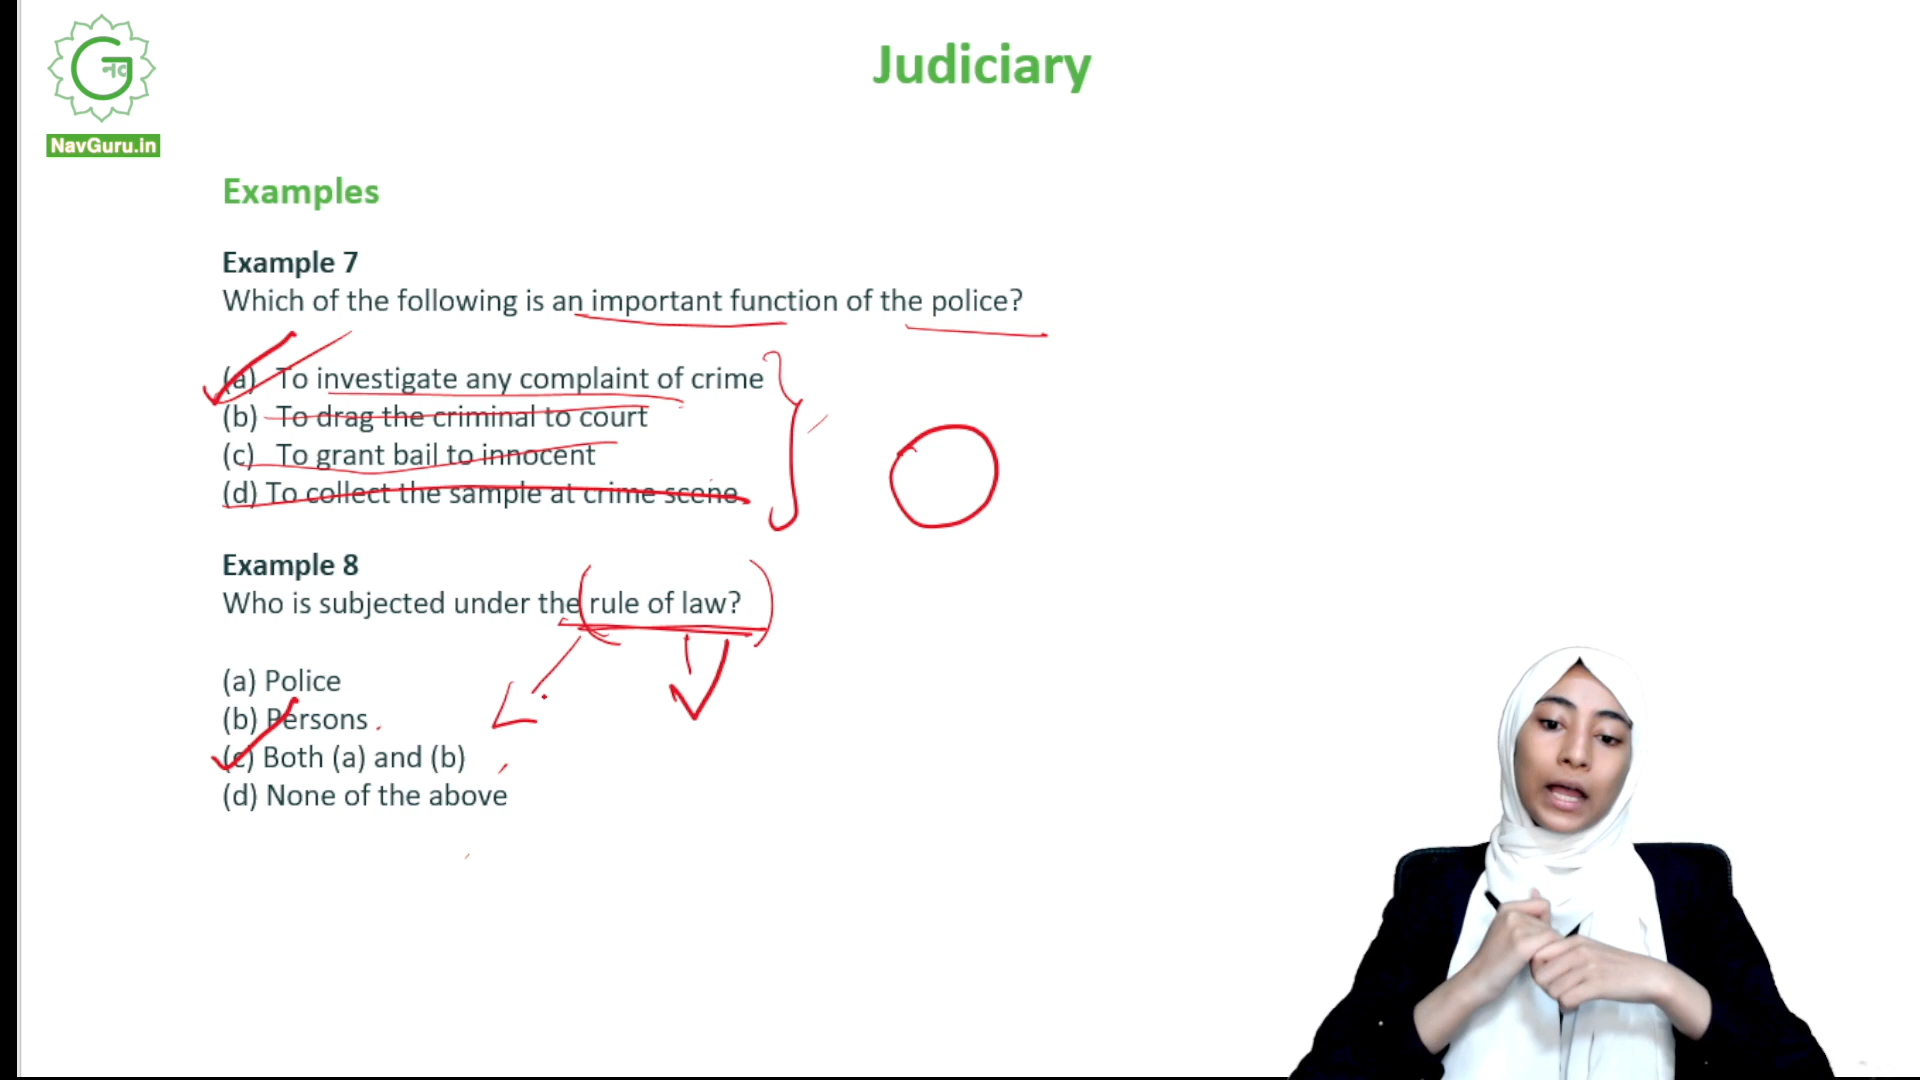 नव
NavGuru.in
Judiciary
Examples
Example 7
Which of the following is an important function of the police?
(a) To investigate any complaint of crime
(b) To drag the criminal to court
(c) To grant bail to innocent
(d) To collect the sample at crime scene.
Example 8
Who is subjected under the rule of law?
(a) Police
(b) Persons
(c) Both (a) and (b)
(d) None of the above